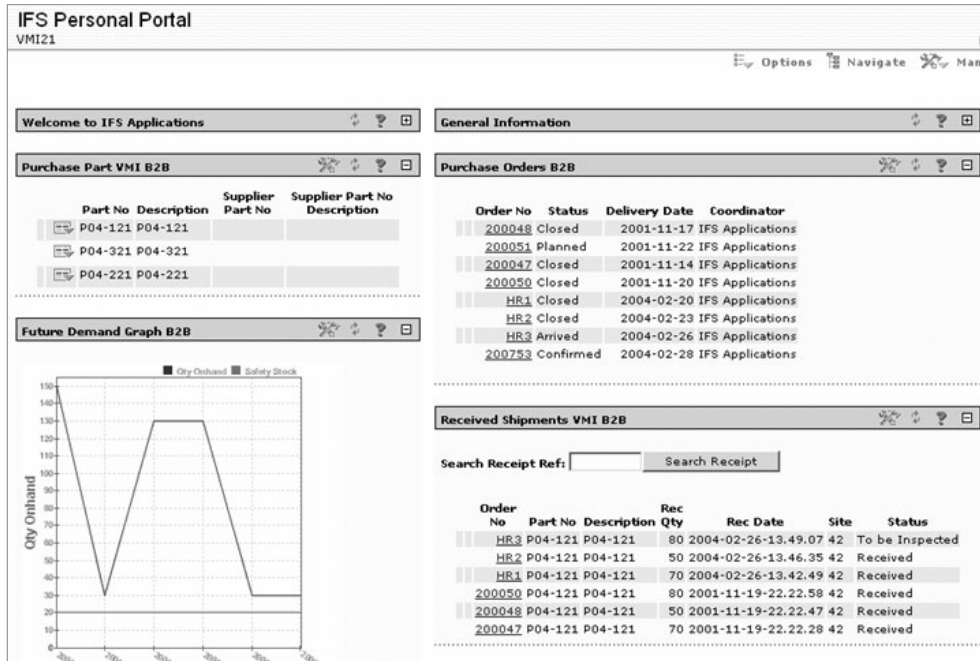 IFS Personal Portal
VMI21
Options Navigate Man
Welcome to IFS Applications
General Information
Purchase Part VMI B2B
Part No Description Supplier Part No Supplier Part No Description
P04-121 P04-121
P04-321 P04-321
P04-221 P04-221
Purchase Orders B2B
Order No Status Delivery Date Coordinator
200048 Closed 2001-11-17 IFS Applications
200051 Planned 2001-11-22 IFS Applications
200047 Closed 2001-11-14 IFS Applications
200050 Closed 2001-11-20 IFS Applications
HR1 Closed 2004-02-20 IFS Applications
HR2 Closed 2004-02-23 IFS Applications
HR3 Arrived 2004-02-26 IFS Applications
200753 Confirmed 2004-02-28 IFS Applications
Future Demand Graph B2B
Qty Onhand Safety Stock
Qty Onhand
150
140
130
120
110
100
90
80
70
60
50
40
30
20
10
Received Shipments VMI B2B
Search Receipt Ref: Search Receipt
Order No Part No Description Rec Qty Rec Date Site Status
HR3 P04-121 P04-121 80 2004-02-26-13.49.07 42 To be Inspected
HR2 P04-121 P04-121 50 2004-02-26-13.46.35 42 Received
HR1 P04-121 P04-121 70 2004-02-26-13.42.49 42 Received
200050 P04-121 P04-121 80 2001-11-19-22.22.58 42 Received
200048 P04-121 P04-121 50 2001-11-19-22.22.47 42 Received
200047 P04-121 P04-121 70 2001-11-19-22.22.28 42 Received